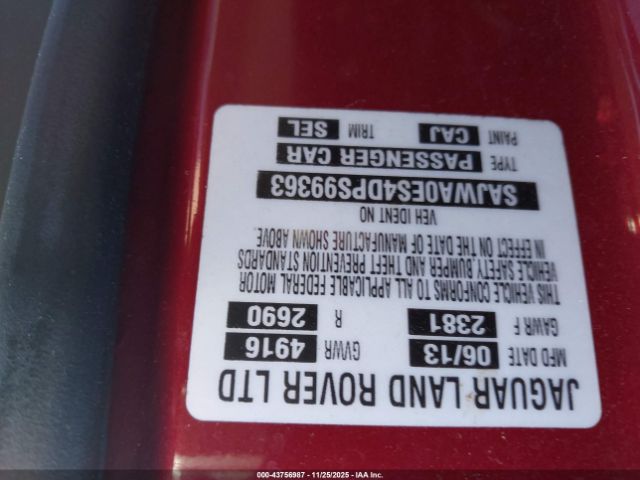 JAGUAR LAND ROVER LTD
MFD DATE 06/13 GVWR 4916
GAWR F 2381 R 2690
THIS VEHICLE CONFORMS TO ALL APPLICABLE FEDERAL MOTOR
VEHICLE SAFETY, BUMPER AND THEFT PREVENTION STANDARDS
IN EFFECT ON THE DATE OF MANUFACTURE SHOWN ABOVE.
VEH IDENT NO
SAJWA0ES4DPS99363
TYPE PASSENGER CAR
PAINT CAJ TRIM SEL
000-43756987 - 11/25/2025 - IAA Inc.